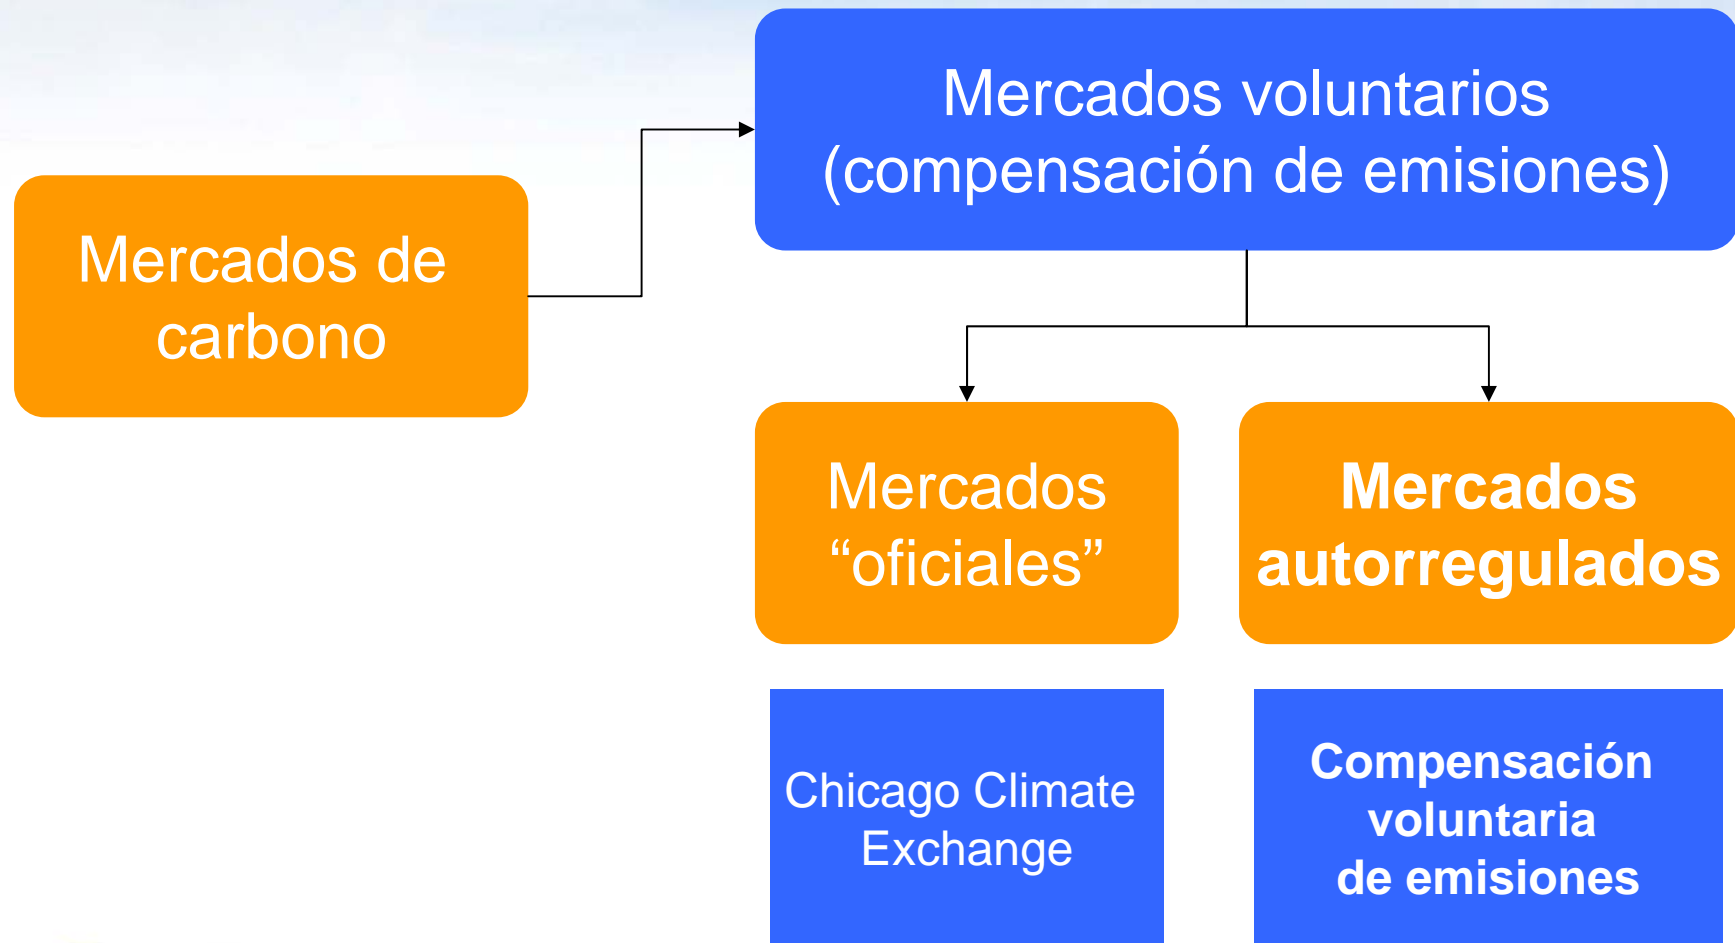 Mercados voluntarios
(compensación de emisiones)
Mercados de
carbono
Mercados
“oficiales”
Mercados
autorregulados
Chicago Climate
Exchange
Compensación
voluntaria
de emisiones